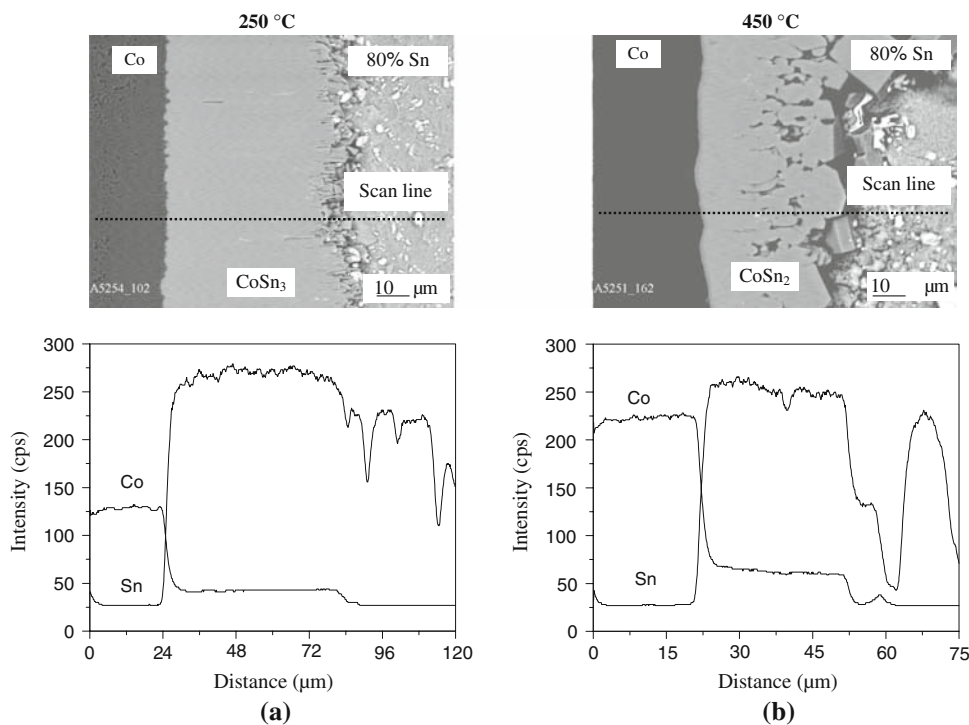 250 °C
Co
80% Sn
Scan line
CoSn₃
A5254_102
10 µm
450 °C
Co
80% Sn
Scan line
CoSn₂
A5251_162
10 µm
300
250
200
150
100
50
0
Intensity (cps)
Co
Sn
0 24 48 72 96 120
Distance (µm)
(a)
300
250
200
150
100
50
0
Intensity (cps)
Co
Sn
0 15 30 45 60 75
Distance (µm)
(b)